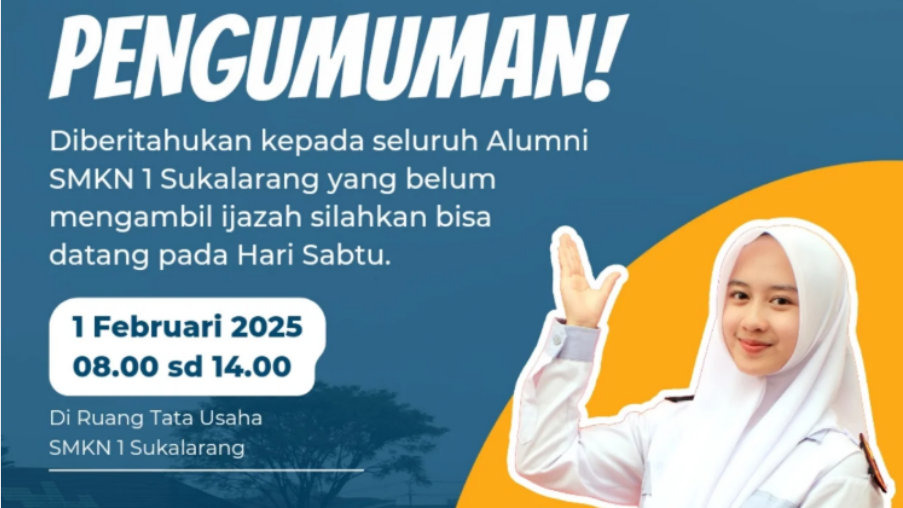 PENGUMUMAN!
Diberitahukan kepada seluruh Alumni
SMKN 1 Sukalarang yang belum
mengambil ijazah silahkan bisa
datang pada Hari Sabtu.
1 Februari 2025
08.00 sd 14.00
Di Ruang Tata Usaha
SMKN 1 Sukalarang